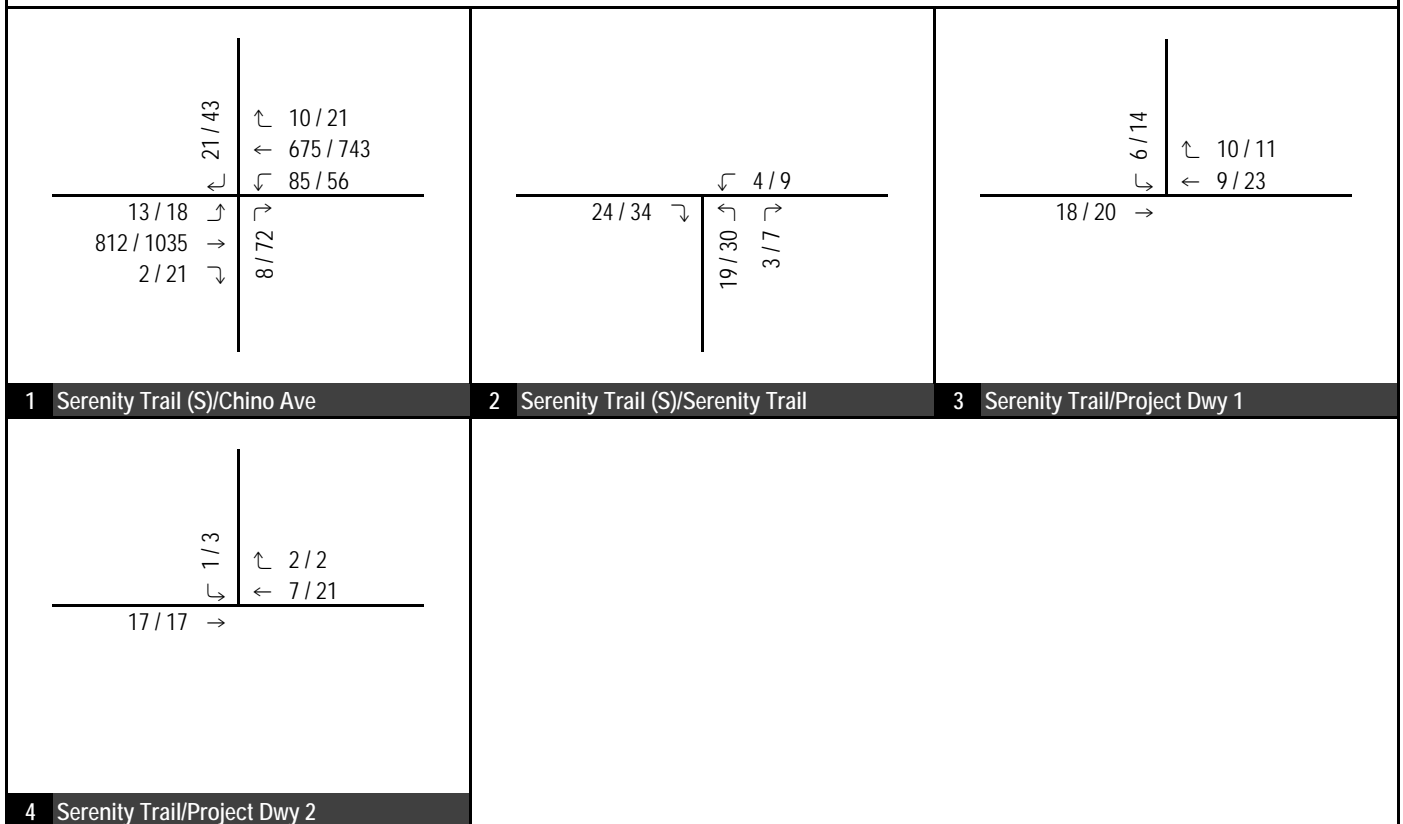 21 / 43
10 / 21
675 / 743
85 / 56
13 / 18
812 / 1035
2 / 21
8 / 72
1 Serenity Trail (S)/Chino Ave
4 / 9
24 / 34
19 / 30
3 / 7
2 Serenity Trail (S)/Serenity Trail
6 / 14
10 / 11
9 / 23
18 / 20
3 Serenity Trail/Project Dwy 1
1 / 3
2 / 2
7 / 21
17 / 17
4 Serenity Trail/Project Dwy 2